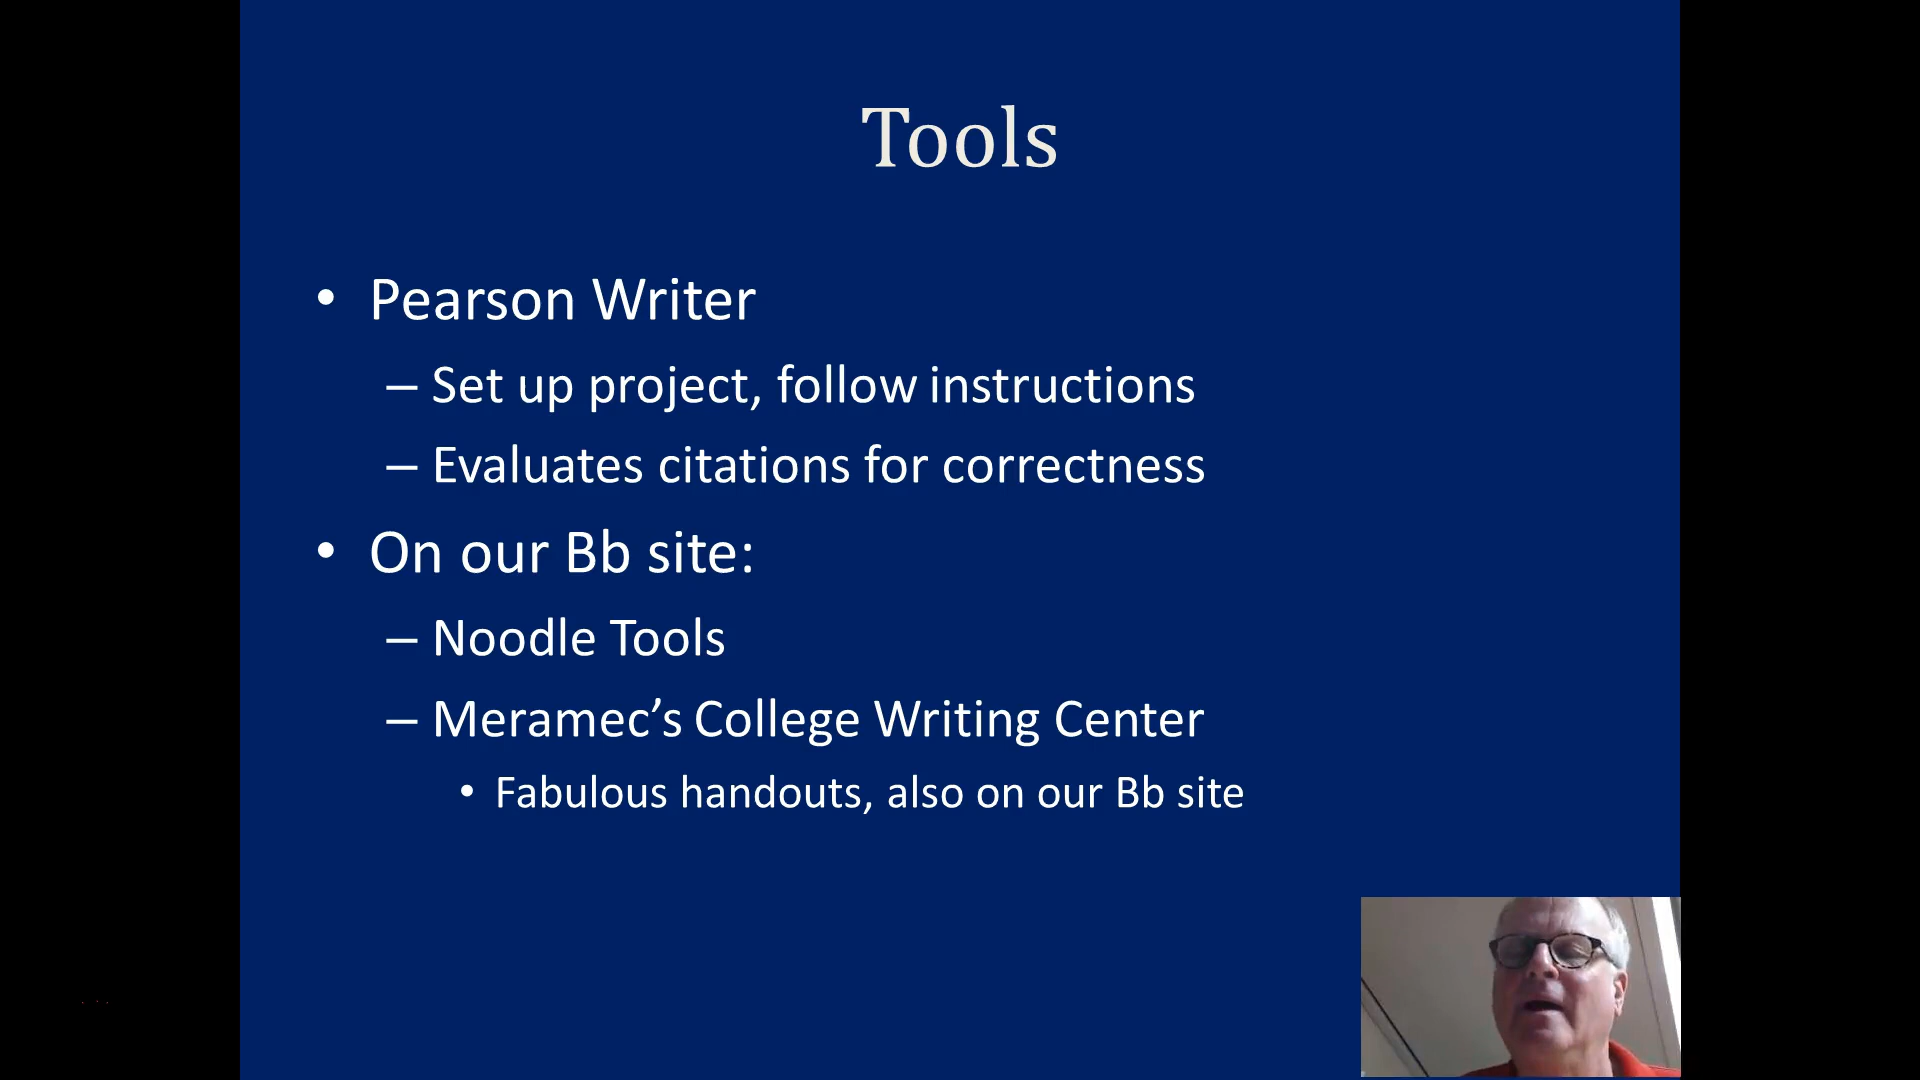 Tools
• Pearson Writer
– Set up project, follow instructions
– Evaluates citations for correctness
• On our Bb site:
– Noodle Tools
– Meramec’s College Writing Center
• Fabulous handouts, also on our Bb site